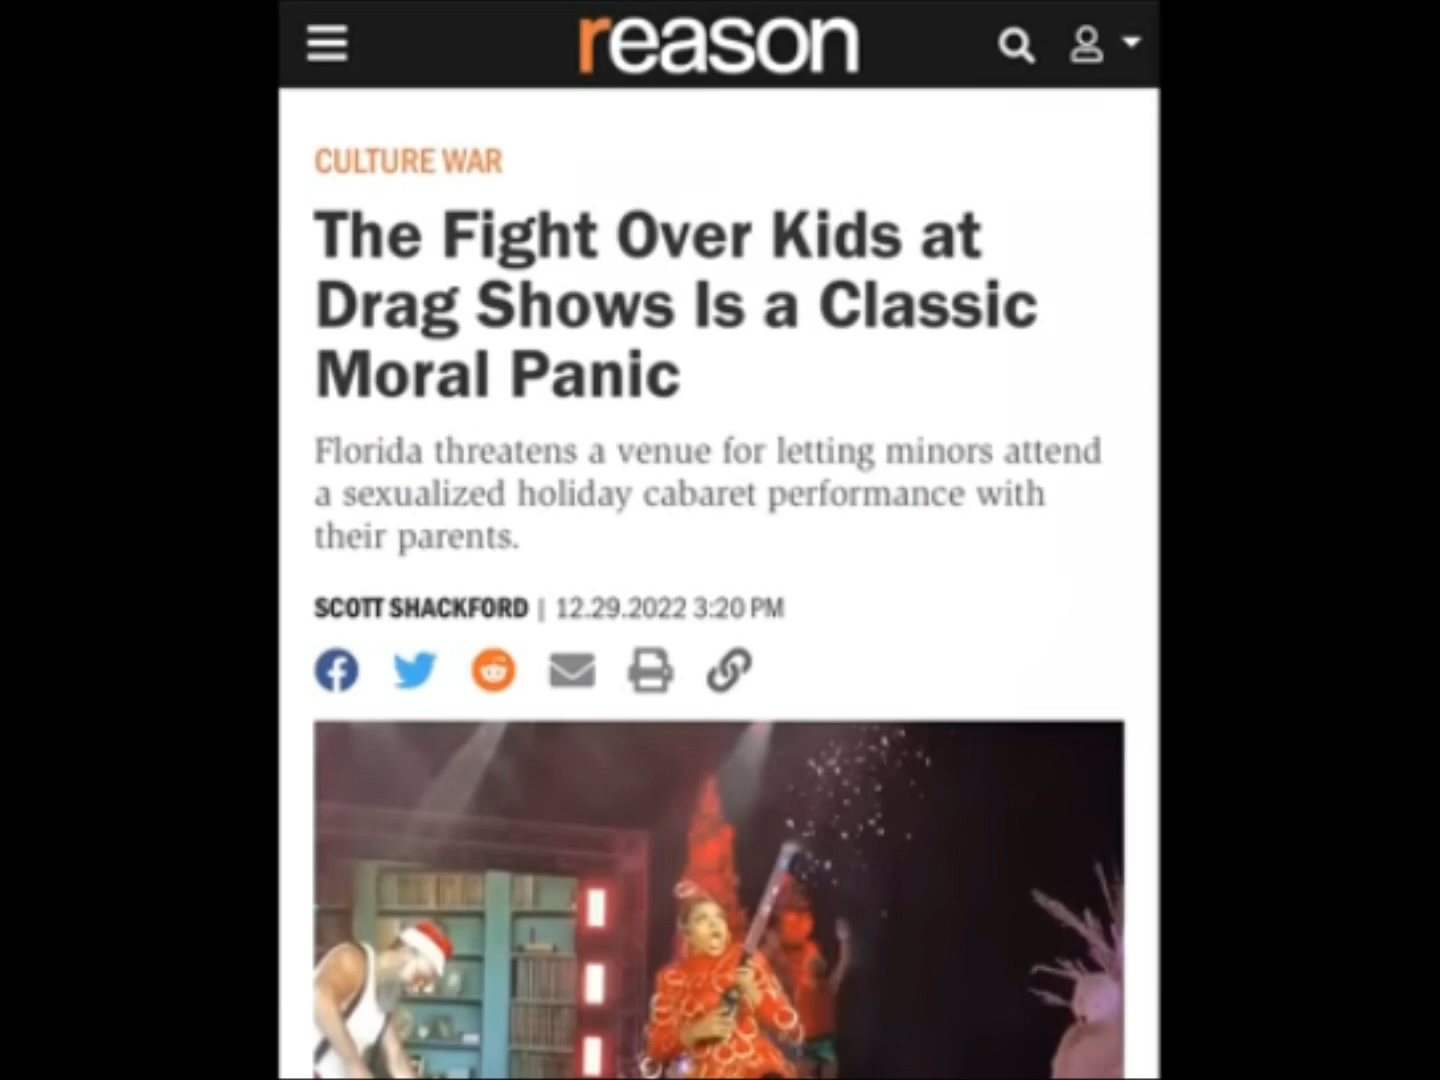 reason
CULTURE WAR
The Fight Over Kids at
Drag Shows Is a Classic
Moral Panic
Florida threatens a venue for letting minors attend
a sexualized holiday cabaret performance with
their parents.
SCOTT SHACKFORD | 12.29.2022 3:20 PM